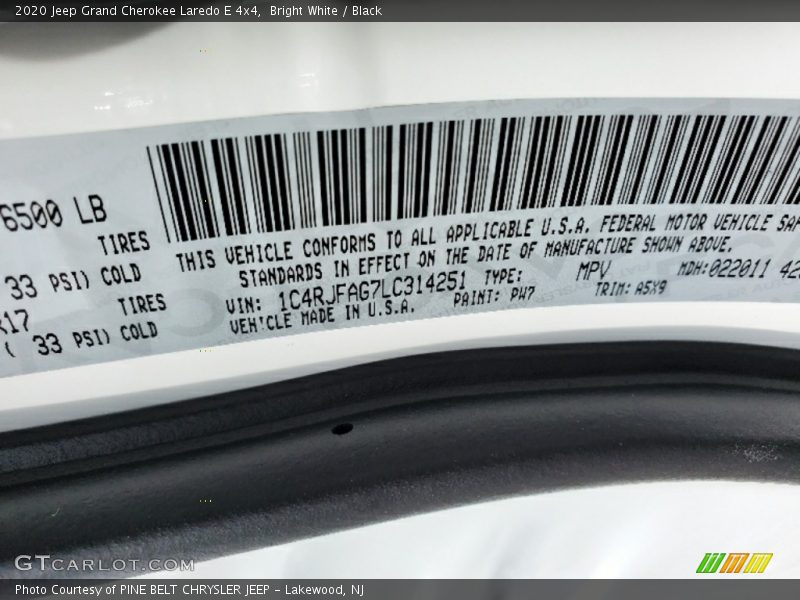 2020 Jeep Grand Cherokee Laredo E 4x4,  Bright White / Black
6500 LB
TIRES
33 PSI) COLD
TIRES
( 33 PSI) COLD
THIS VEHICLE CONFORMS TO ALL APPLICABLE U.S.A. FEDERAL MOTOR VEHICLE
STANDARDS IN EFFECT ON THE DATE OF MANUFACTURE SHOWN ABOVE.
VIN: 1C4RJFAG7LC314251 TYPE: MPV MDH:022011 42
VEHICLE MADE IN U.S.A. PAINT: PW7 TRIM: A5X9
GTCARLOT.COM
Photo Courtesy of PINE BELT CHRYSLER JEEP – Lakewood, NJ